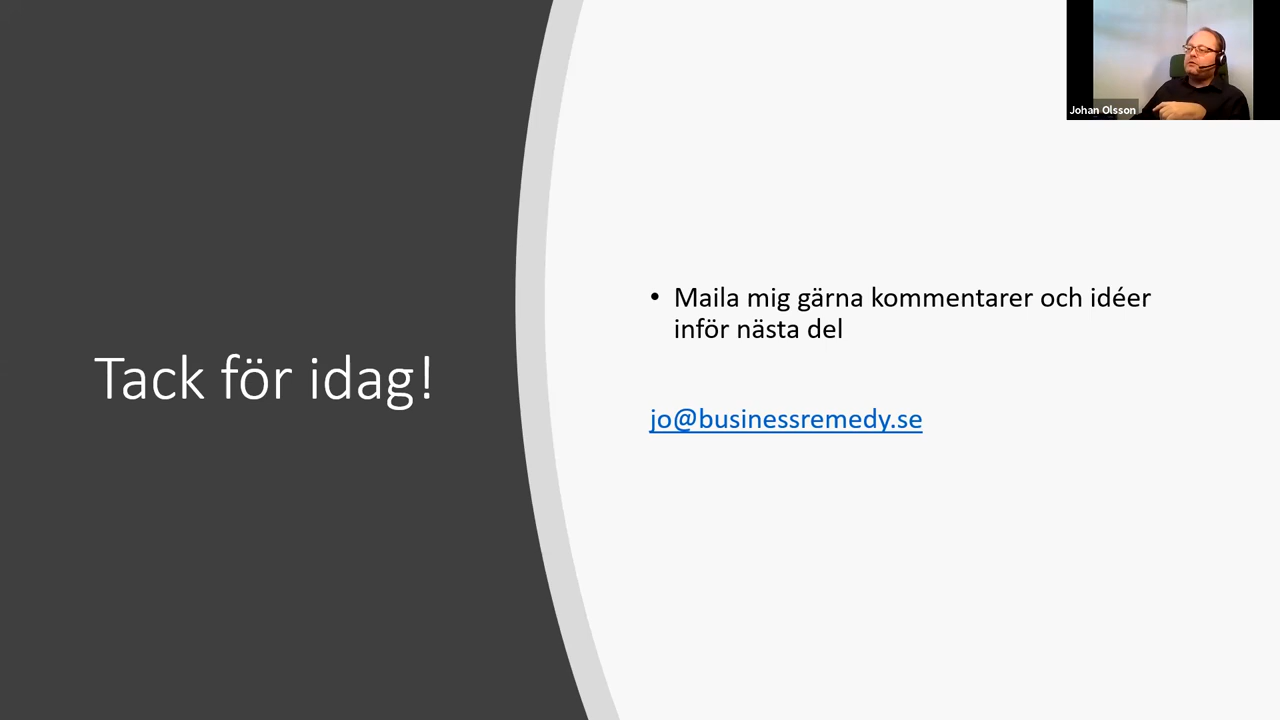 Johan Olsson
Tack för idag!
• Maila mig gärna kommentarer och idéer
inför nästa del
jo@businessremedy.se